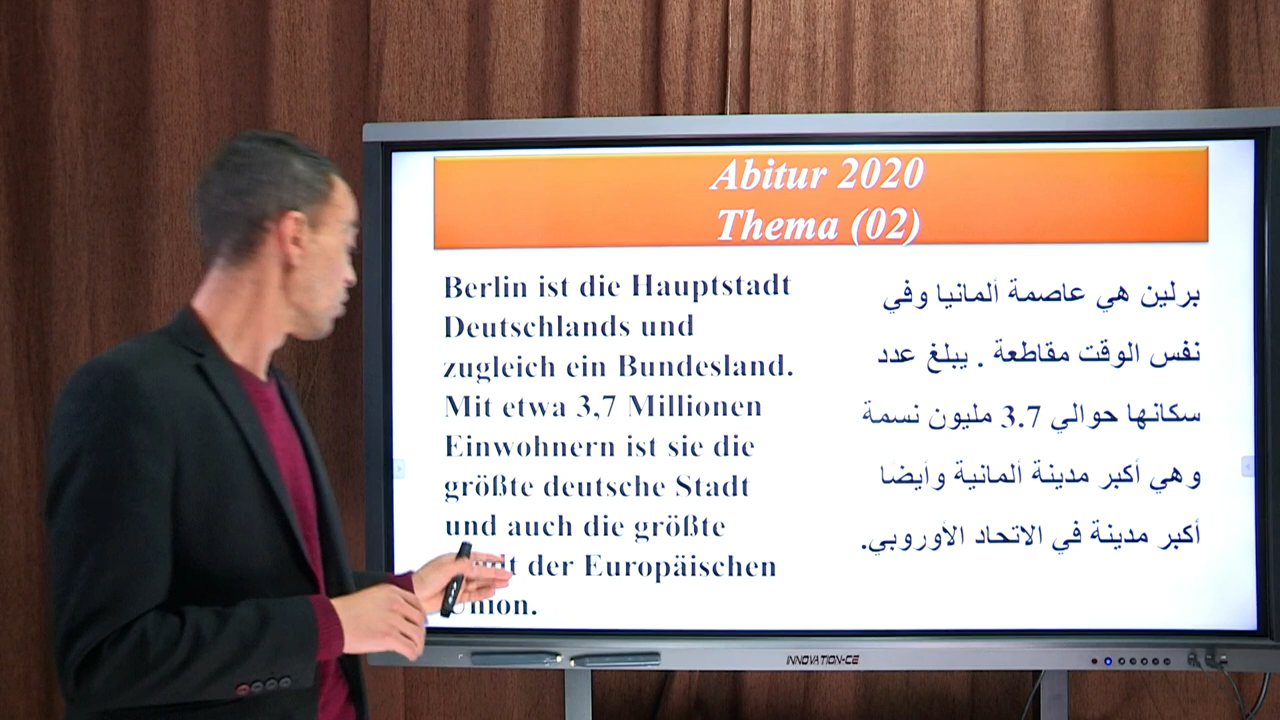 Abitur 2020
Thema (02)
Berlin ist die Hauptstadt
Deutschlands und
zugleich ein Bundesland.
Mit etwa 3,7 Millionen
Einwohnern ist sie die
größte deutsche Stadt
und auch die größte
der Europäischen
Union.
برلين هي عاصمة ألمانيا وفي
نفس الوقت مقاطعة . يبلغ عدد
سكانها حوالي 3.7 مليون نسمة
وهي أكبر مدينة ألمانية وأيضا
أكبر مدينة في الاتحاد الأوروبي.
INNOVATION-CE